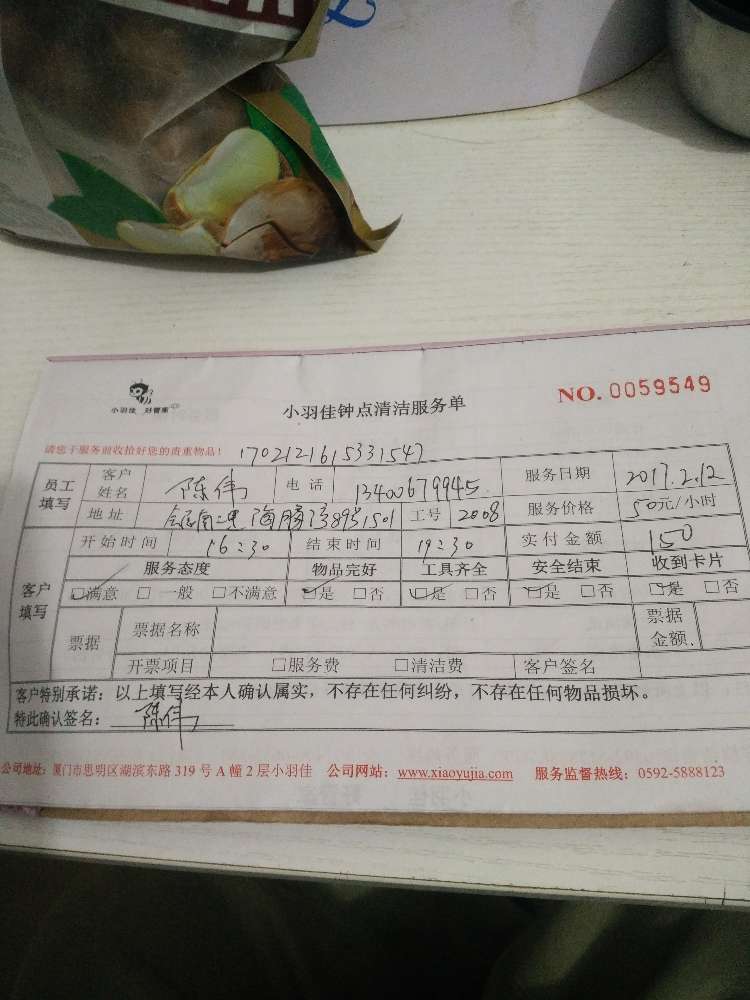 小羽佳 好管家
小羽佳钟点清洁服务单
NO. 0059549
请您于服务前收拾好您的贵重物品！ 1702121615331547
员工填写 客户姓名 陈伟 电话 13400679945 服务日期 2017.2.12
地址 1501 工号 2008 服务价格 50元/小时
客户填写 开始时间 16:30 结束时间 19:30 实付金额 150
服务态度 物品完好 工具齐全 安全结束 收到卡片
☑满意 □一般 □不满意 ☑是 □否 ☑是 □否 ☑是 □否 ☑是 □否
票据 票据名称 票据金额
开票项目 □服务费 □清洁费 客户签名
客户特别承诺：以上填写经本人确认属实，不存在任何纠纷，不存在任何物品损坏。
特此确认签名： 陈伟
公司地址：厦门市思明区湖滨东路 319 号 A 幢 2 层小羽佳 公司网站：www.xiaoyujia.com 服务监督热线：0592-5888123